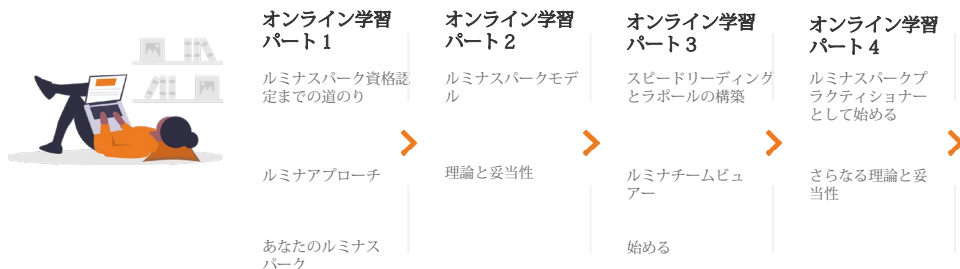 オンライン学習
パート 1
ルミナスパーク資格認
定までの道のり
ルミナアプローチ
あなたのルミナス
パーク
オンライン学習
パート 2
ルミナスパークモデ
ル
理論と妥当性
オンライン学習
パート 3
スピードリーディング
とラポールの構築
ルミナチームビュ
アー
始める
オンライン学習
パート 4
ルミナスパークプ
ラクティショナー
として始める
さらなる理論と妥
当性